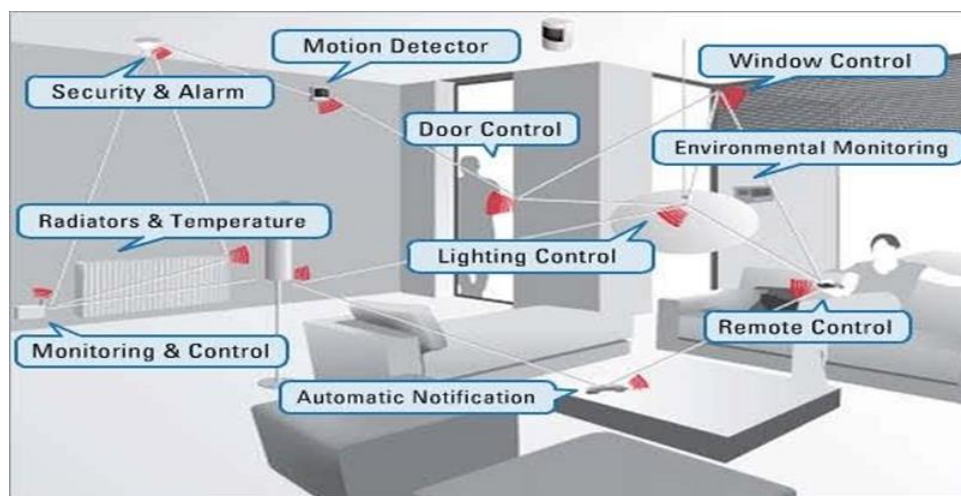 Motion Detector
Window Control
Security & Alarm
Door Control
Environmental Monitoring
Radiators & Temperature
Lighting Control
Remote Control
Monitoring & Control
Automatic Notification